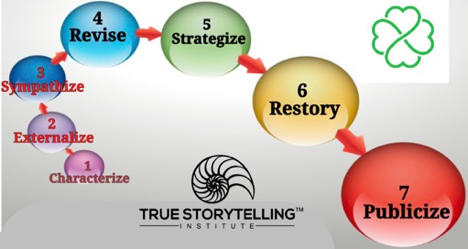 1
Characterize
2
Externalize
3
Sympathize
4
Revise
5
Strategize
6
Restory
7
Publicize
TRUE STORYTELLING™
INSTITUTE